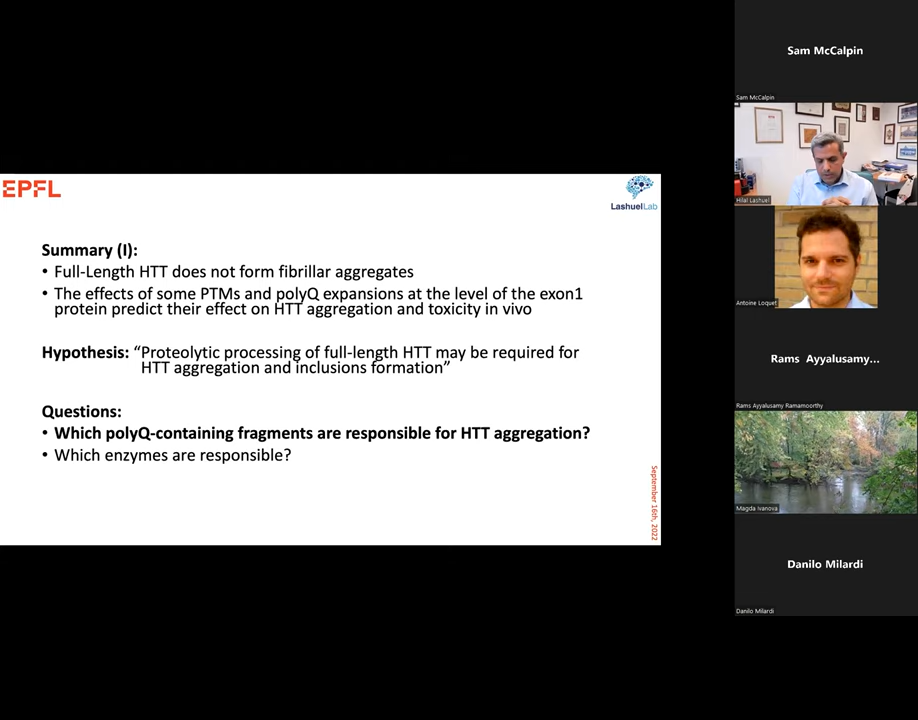 EPFL
LashuelLab
Summary (I):
• Full-Length HTT does not form fibrillar aggregates
• The effects of some PTMs and polyQ expansions at the level of the exon1
protein predict their effect on HTT aggregation and toxicity in vivo
Hypothesis: “Proteolytic processing of full-length HTT may be required for
HTT aggregation and inclusions formation”
Questions:
• Which polyQ-containing fragments are responsible for HTT aggregation?
• Which enzymes are responsible?
September 16th, 2022
Sam McCalpin
Sam McCalpin
Hilal Lashuel
Antoine Loquet
Rams Ayyalusamy...
Rams Ayyalusamy Ramamoorthy
Magda Ivanova
Danilo Milardi
Danilo Milardi